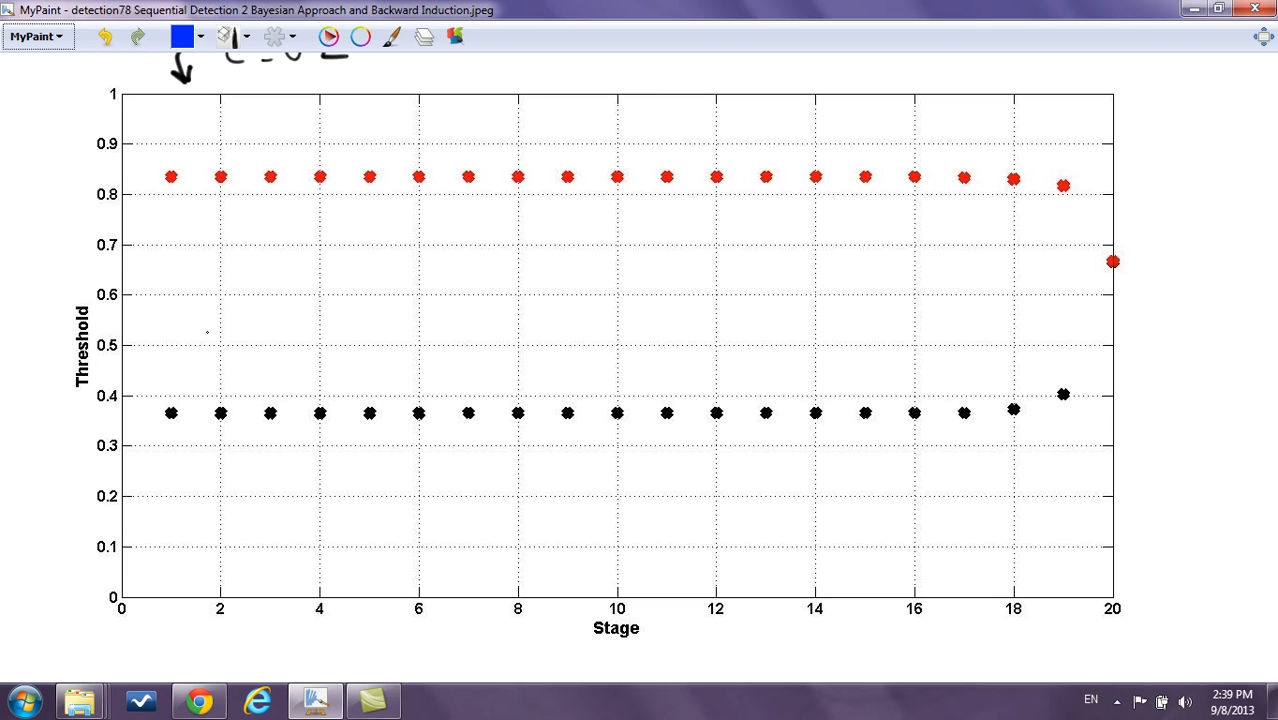 MyPaint - detection78 Sequential Detection 2 Bayesian Approach and Backward Induction.jpeg
MyPaint
1
0.9
0.8
0.7
0.6
0.5
0.4
0.3
0.2
0.1
0
Threshold
0 2 4 6 8 10 12 14 16 18 20
Stage
EN
2:39 PM
9/8/2013